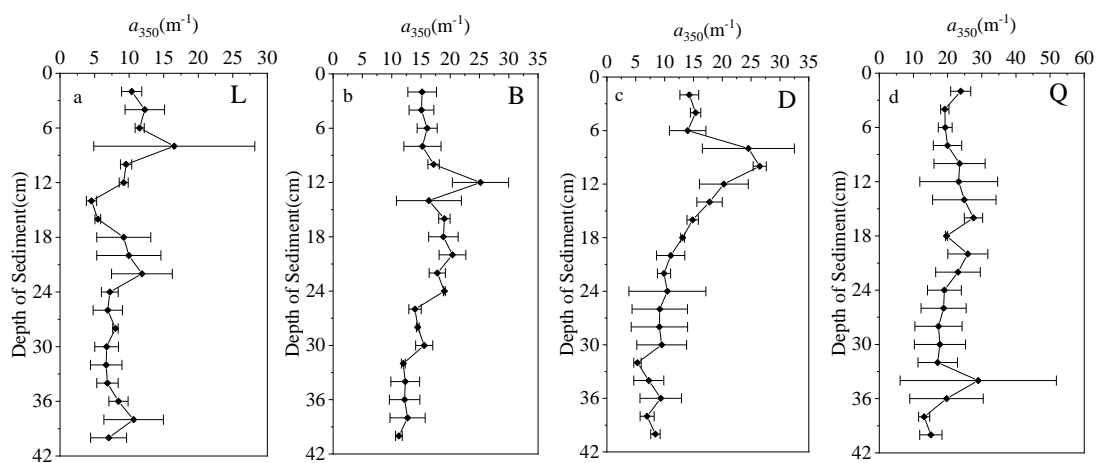 a₃₅₀(m⁻¹)
0 5 10 15 20 25 30
0
6
12
18
24
30
36
42
Depth of Sediment(cm)
a
L
a₃₅₀(m⁻¹)
0 5 10 15 20 25 30 35
0
6
12
18
24
30
36
42
Depth of Sediment(cm)
b
B
a₃₅₀(m⁻¹)
0 5 10 15 20 25 30 35
0
6
12
18
24
30
36
42
Depth of Sediment(cm)
c
D
a₃₅₀(m⁻¹)
0 10 20 30 40 50 60
0
6
12
18
24
30
36
42
Depth of Sediment(cm)
d
Q